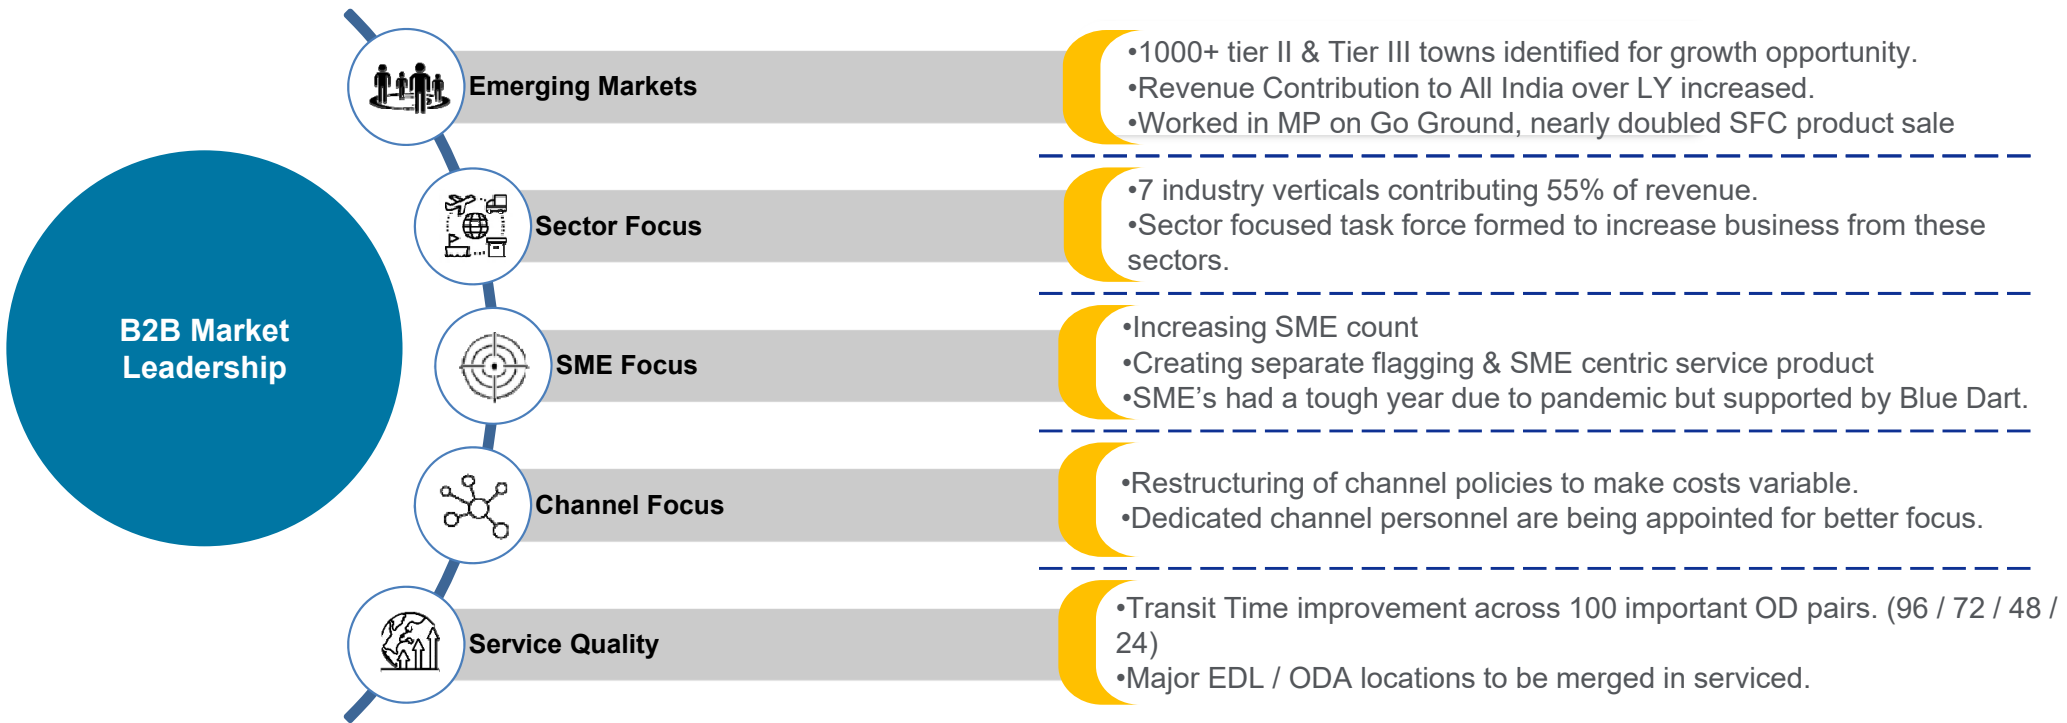 B2B Market
Leadership
Emerging Markets
•1000+ tier II & Tier III towns identified for growth opportunity.
•Revenue Contribution to All India over LY increased.
•Worked in MP on Go Ground, nearly doubled SFC product sale
Sector Focus
•7 industry verticals contributing 55% of revenue.
•Sector focused task force formed to increase business from these
sectors.
SME Focus
•Increasing SME count
•Creating separate flagging & SME centric service product
•SME’s had a tough year due to pandemic but supported by Blue Dart.
Channel Focus
•Restructuring of channel policies to make costs variable.
•Dedicated channel personnel are being appointed for better focus.
Service Quality
•Transit Time improvement across 100 important OD pairs. (96 / 72 / 48 /
24)
•Major EDL / ODA locations to be merged in serviced.